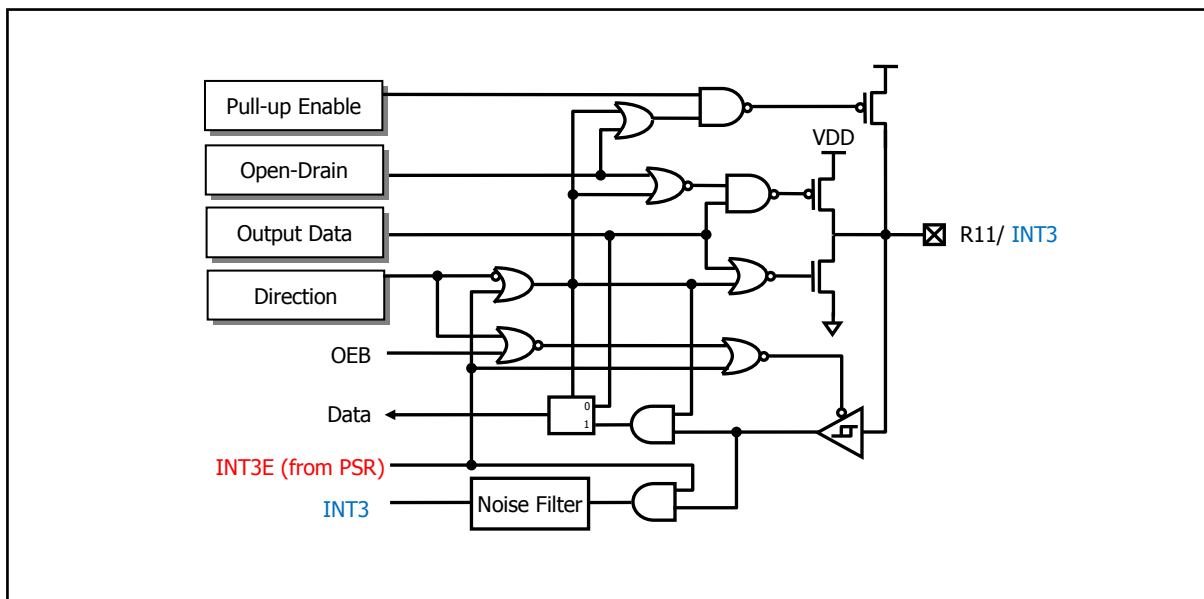 Pull-up Enable
Open-Drain
VDD
Output Data
R11/ INT3
Direction
OEB
Data
0
1
INT3E (from PSR)
INT3
Noise Filter